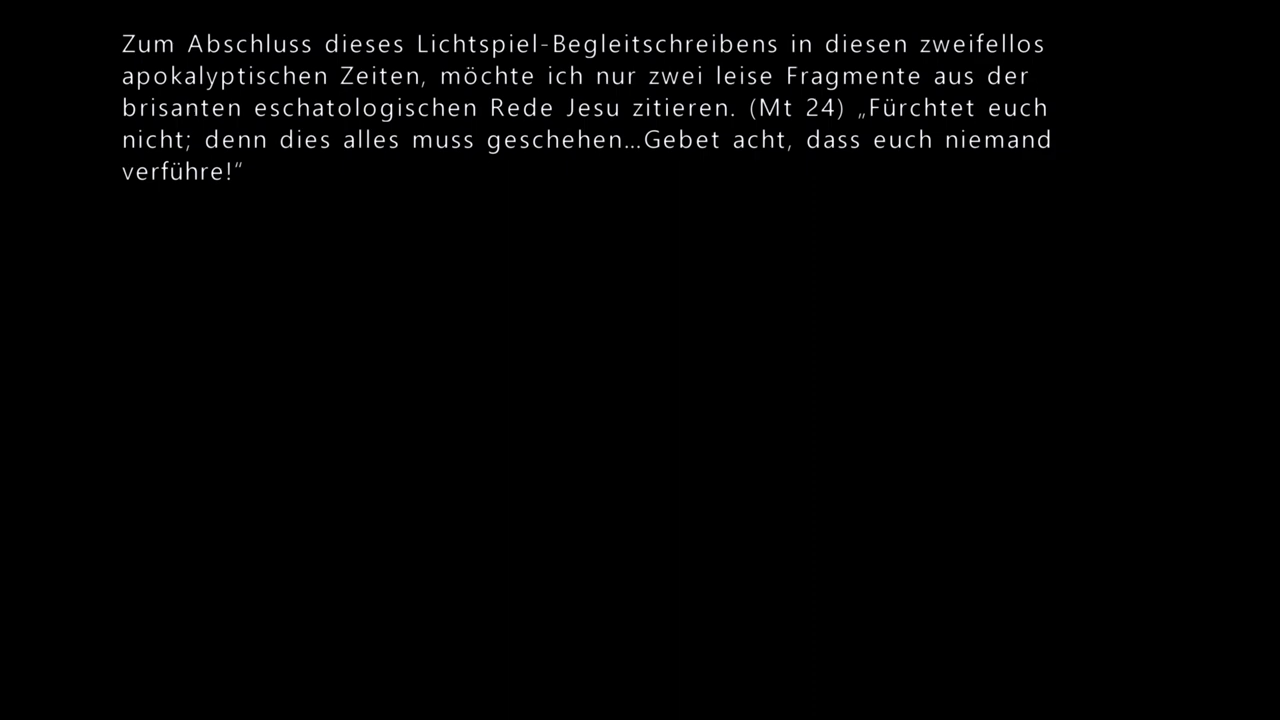 Zum Abschluss dieses Lichtspiel-Begleitschreibens in diesen zweifellos
apokalyptischen Zeiten, möchte ich nur zwei leise Fragmente aus der
brisanten eschatologischen Rede Jesu zitieren. (Mt 24) „Fürchtet euch
nicht; denn dies alles muss geschehen…Gebet acht, dass euch niemand
verführe!“